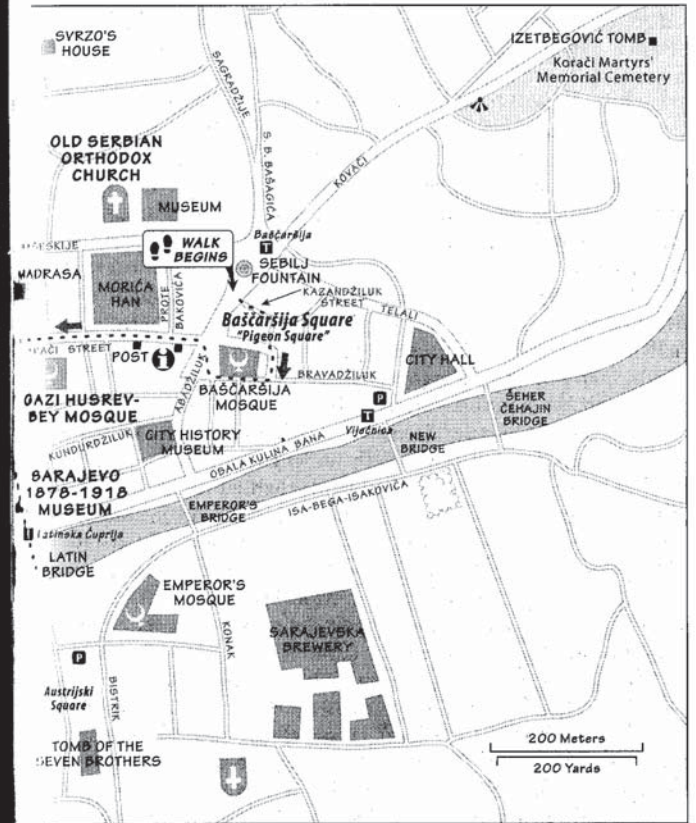 SVRZO'S
HOUSE
IZETBEGOVIĆ TOMB
Korači Martyrs'
Memorial Cemetery
SAGRADŽIJE
S. B. BAŠAGIĆA
KOVAČI
OLD SERBIAN
ORTHODOX
CHURCH
MUSEUM
WALK
BEGINS
Baščaršija
T
SEBILJ
FOUNTAIN
MADRASA
MORIĆA
HAN
PROTE
BAKOVIĆA
KAZANDŽILUK
STREET
TELALI
Baščaršija Square
"Pigeon Square"
STREET
POST
i
ABADŽILUK
BAŠČARŠIJA
MOSQUE
BRAVADŽILUK
CITY HALL
P
T
Vijećnica
GAZI HUSREV-
BEY MOSQUE
KUNDURDŽILUK
CITY HISTORY
MUSEUM
OBALA KULINA BANA
NEW
BRIDGE
ŠEHER
ĆEHAJIN
BRIDGE
SARAJEVO
1878-1918
MUSEUM
EMPEROR'S
BRIDGE
ISA-BEGA-ISAKOVIĆA
T
Latinska Ćuprija
LATIN
BRIDGE
EMPEROR'S
MOSQUE
KONAK
SARAJEVSKA
BREWERY
P
Austrijski
Square
BISTRIK
TOMB OF THE
SEVEN BROTHERS
200 Meters
200 Yards